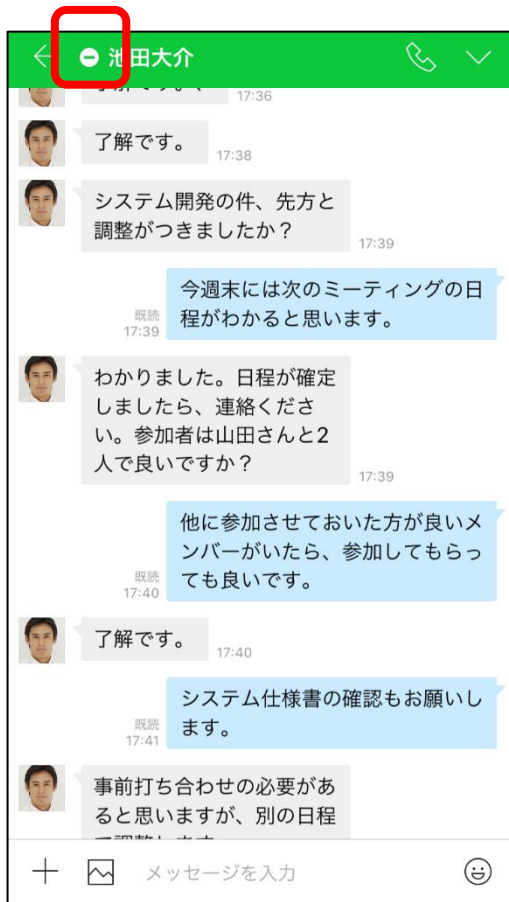 池田大介
17:36
了解です。
17:38
システム開発の件、先方と
調整がつきましたか？
17:39
今週末には次のミーティングの日
程がわかると思います。
既読
17:39
わかりました。日程が確定
しましたら、連絡くださ
い。参加者は山田さんと2
人で良いですか？
17:39
他に参加させておいた方が良いメ
ンバーがいたら、参加してもらっ
ても良いです。
既読
17:40
了解です。
17:40
システム仕様書の確認もお願いし
ます。
既読
17:41
事前打ち合わせの必要があ
ると思いますが、別の日程
メッセージを入力